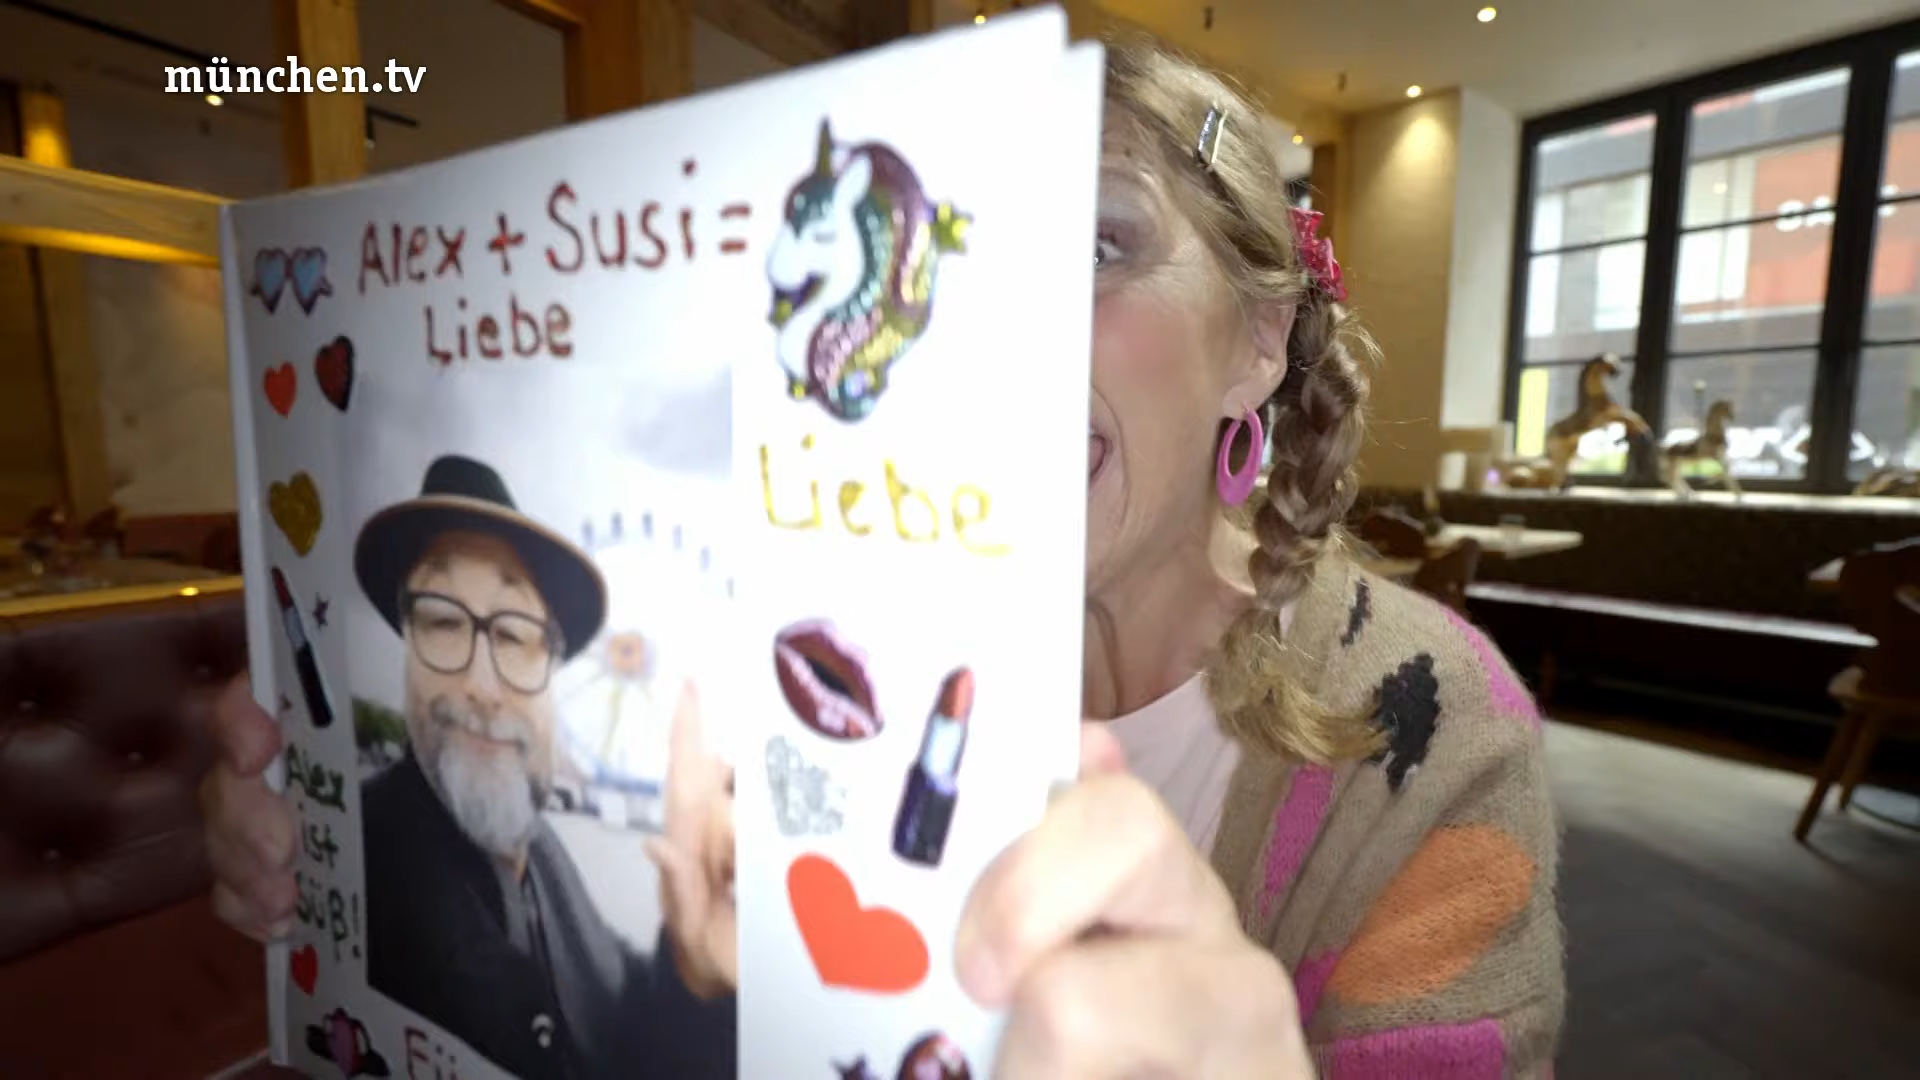 münchen.tv
Alex + Susi =
Liebe
Liebe
Alex
ist
süß!